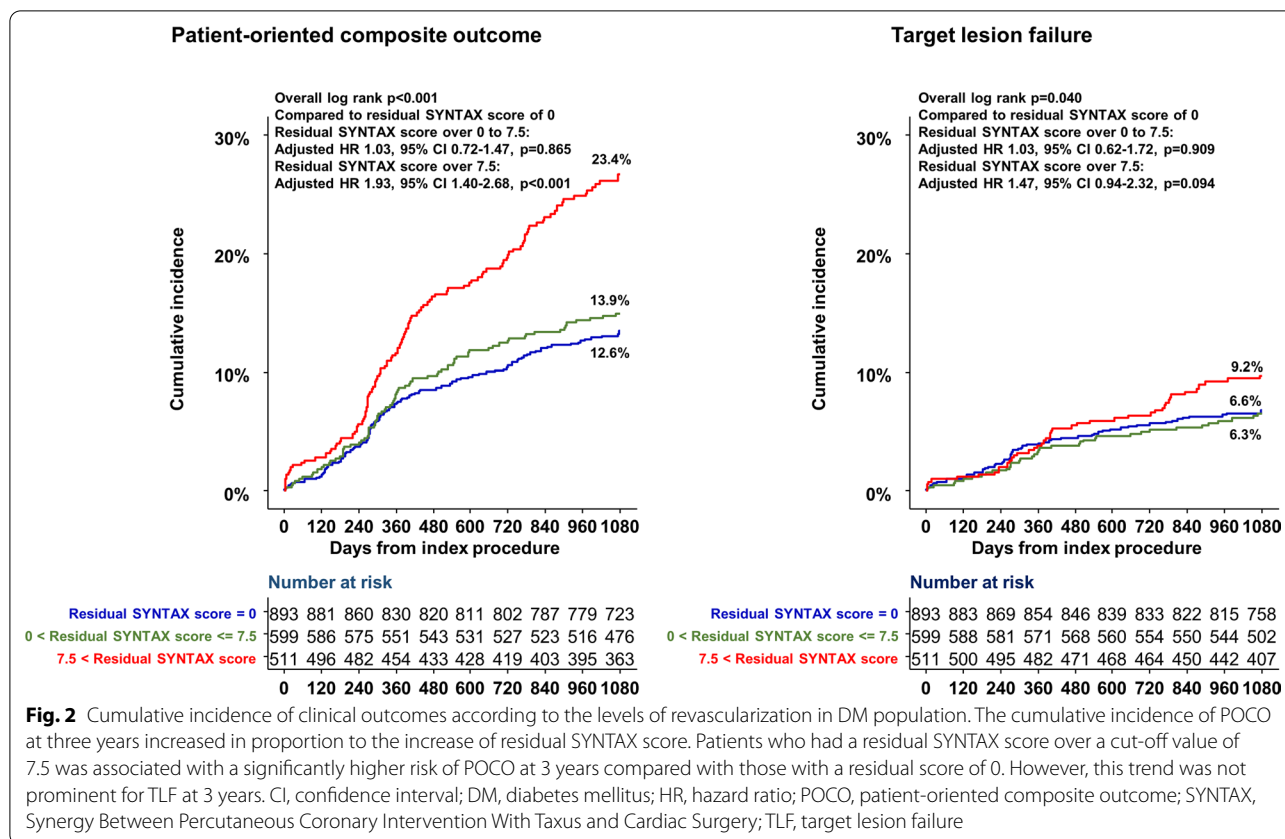 Patient-oriented composite outcome
Overall log rank p<0.001
Compared to residual SYNTAX score of 0
Residual SYNTAX score over 0 to 7.5:
Adjusted HR 1.03, 95% CI 0.72-1.47, p=0.865
Residual SYNTAX score over 7.5:
Adjusted HR 1.93, 95% CI 1.40-2.68, p<0.001
Cumulative incidence
30%
20%
10%
0%
23.4%
13.9%
12.6%
0 120 240 360 480 600 720 840 960 1080
Days from index procedure
Number at risk
Residual SYNTAX score = 0 893 881 860 830 820 811 802 787 779 723
0 < Residual SYNTAX score <= 7.5 599 586 575 551 543 531 527 523 516 476
7.5 < Residual SYNTAX score 511 496 482 454 433 428 419 403 395 363
0 120 240 360 480 600 720 840 960 1080
Target lesion failure
Overall log rank p=0.040
Compared to residual SYNTAX score of 0
Residual SYNTAX score over 0 to 7.5:
Adjusted HR 1.03, 95% CI 0.62-1.72, p=0.909
Residual SYNTAX score over 7.5:
Adjusted HR 1.47, 95% CI 0.94-2.32, p=0.094
Cumulative incidence
30%
20%
10%
0%
9.2%
6.6%
6.3%
0 120 240 360 480 600 720 840 960 1080
Days from index procedure
Number at risk
Residual SYNTAX score = 0 893 883 869 854 846 839 833 822 815 758
0 < Residual SYNTAX score <= 7.5 599 588 581 571 568 560 554 550 544 502
7.5 < Residual SYNTAX score 511 500 495 482 471 468 464 450 442 407
0 120 240 360 480 600 720 840 960 1080
Fig. 2 Cumulative incidence of clinical outcomes according to the levels of revascularization in DM population. The cumulative incidence of POCO
at three years increased in proportion to the increase of residual SYNTAX score. Patients who had a residual SYNTAX score over a cut-off value of
7.5 was associated with a significantly higher risk of POCO at 3 years compared with those with a residual score of 0. However, this trend was not
prominent for TLF at 3 years. CI, confidence interval; DM, diabetes mellitus; HR, hazard ratio; POCO, patient-oriented composite outcome; SYNTAX,
Synergy Between Percutaneous Coronary Intervention With Taxus and Cardiac Surgery; TLF, target lesion failure